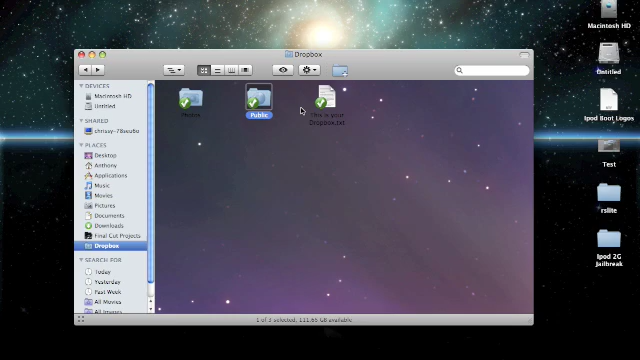 Macintosh HD
Dropbox
Untitled
DEVICES
Macintosh HD
Untitled
SHARED
chrissy-78seu6o
PLACES
Desktop
Anthony
Applications
Music
Movies
Pictures
Documents
Downloads
Final Cut Projects
Dropbox
SEARCH FOR
Today
Yesterday
Past Week
All Movies
All Images
Photos
Public
This is your
Dropbox.txt
1 of 3 selected, 111.65 GB available
Ipod Boot Logos
Test
rslite
Ipod 2G
Jailbreak